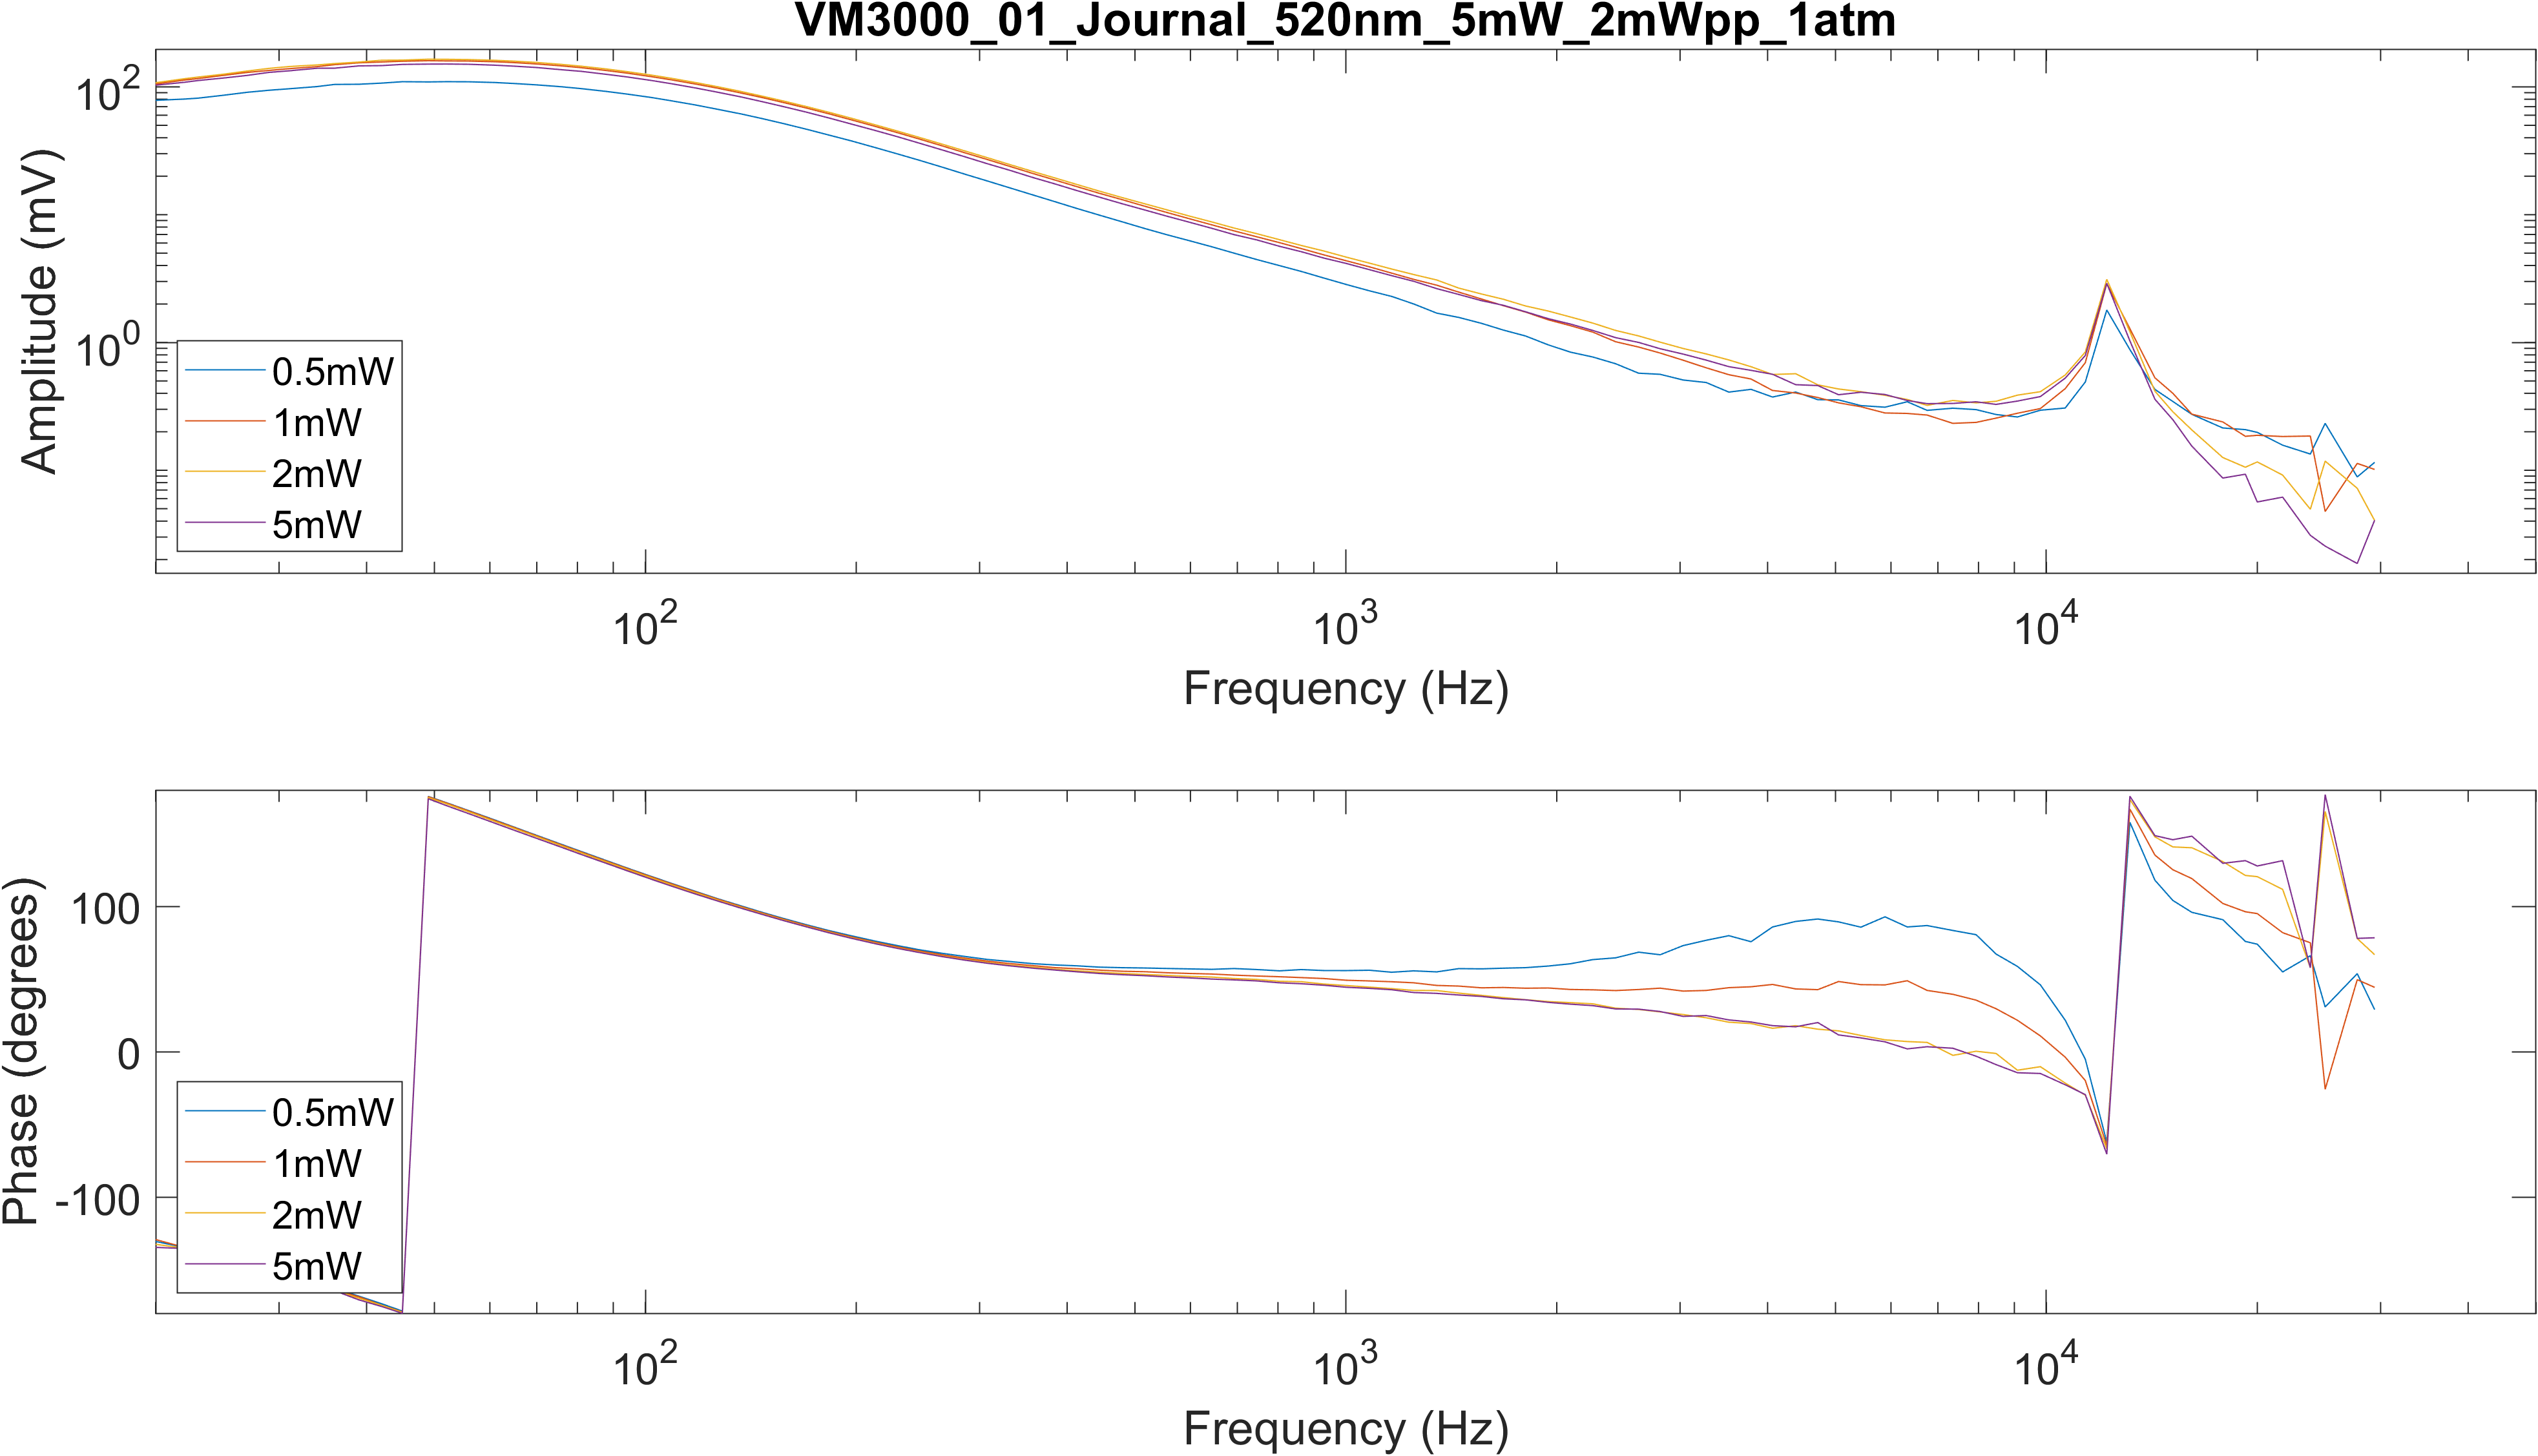 VM3000_01_Journal_520nm_5mW_2mWpp_1atm
Amplitude (mV)
10^2
10^0
0.5mW
1mW
2mW
5mW
10^2
10^3
10^4
Frequency (Hz)
Phase (degrees)
100
0
-100
0.5mW
1mW
2mW
5mW
10^2
10^3
10^4
Frequency (Hz)